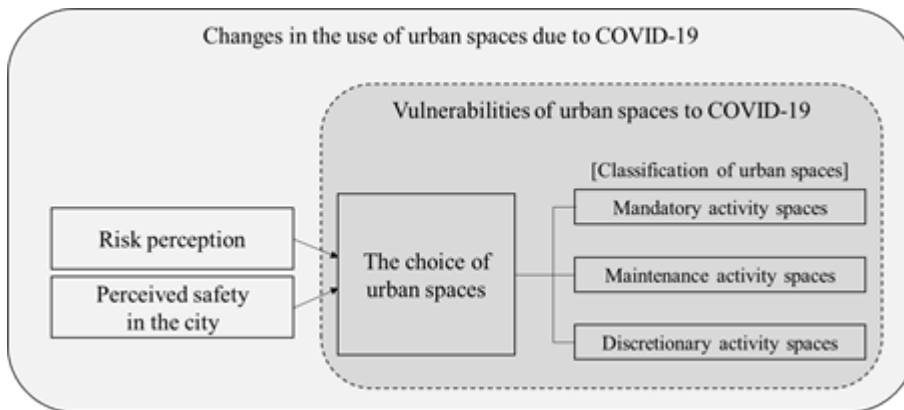 Changes in the use of urban spaces due to COVID-19
Vulnerabilities of urban spaces to COVID-19
[Classification of urban spaces]
Risk perception
Perceived safety
in the city
The choice of
urban spaces
Mandatory activity spaces
Maintenance activity spaces
Discretionary activity spaces